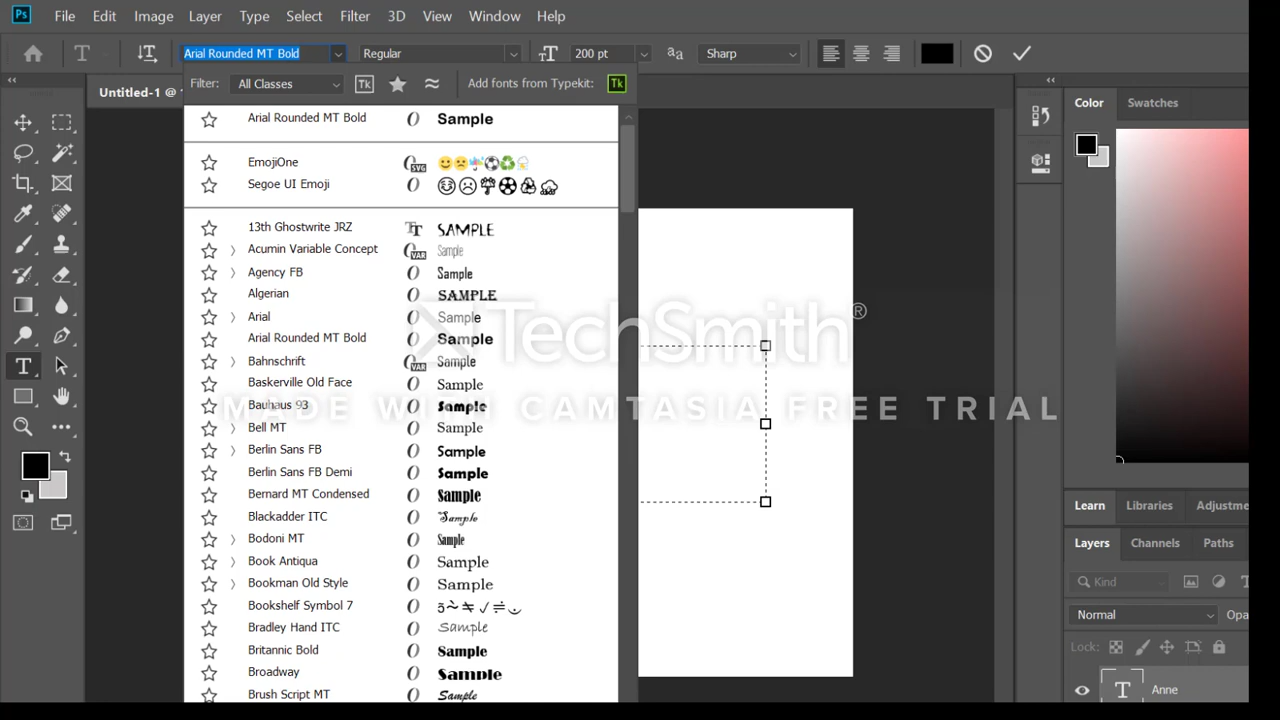 Ps File Edit Image Layer Type Select Filter 3D View Window Help
T Arial Rounded MT Bold Regular 200 pt aa Sharp
Filter: All Classes Tk Add fonts from Typekit: Tk
Untitled-1 @
Color Swatches
Arial Rounded MT Bold Sample
EmojiOne
Segoe UI Emoji
13th Ghostwrite JRZ SAMPLE
Acumin Variable Concept Sample
Agency FB Sample
Algerian SAMPLE
Arial Sample
Arial Rounded MT Bold Sample
Bahnschrift Sample
Baskerville Old Face Sample
Bauhaus 93 Sample
Bell MT Sample
Berlin Sans FB Sample
Berlin Sans FB Demi Sample
Bernard MT Condensed Sample
Blackadder ITC Sample
Bodoni MT Sample
Book Antiqua Sample
Bookman Old Style Sample
Bookshelf Symbol 7
Bradley Hand ITC Sample
Britannic Bold Sample
Broadway Sample
Brush Script MT Sample
TechSmith®
MADE WITH CAMTASIA FREE TRIAL
Learn Libraries Adjustme
Layers Channels Paths
Kind
Normal Opa
Lock:
T Anne